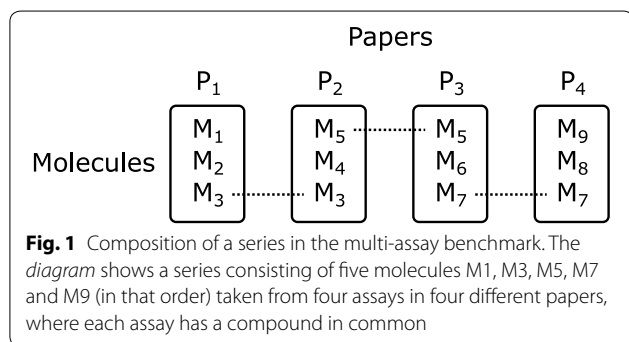 Papers
P₁ P₂ P₃ P₄
M₁ M₅ M₅ M₉
Molecules M₂ M₄ M₆ M₈
M₃ M₃ M₇ M₇
Fig. 1 Composition of a series in the multi-assay benchmark. The
diagram shows a series consisting of five molecules M1, M3, M5, M7
and M9 (in that order) taken from four assays in four different papers,
where each assay has a compound in common